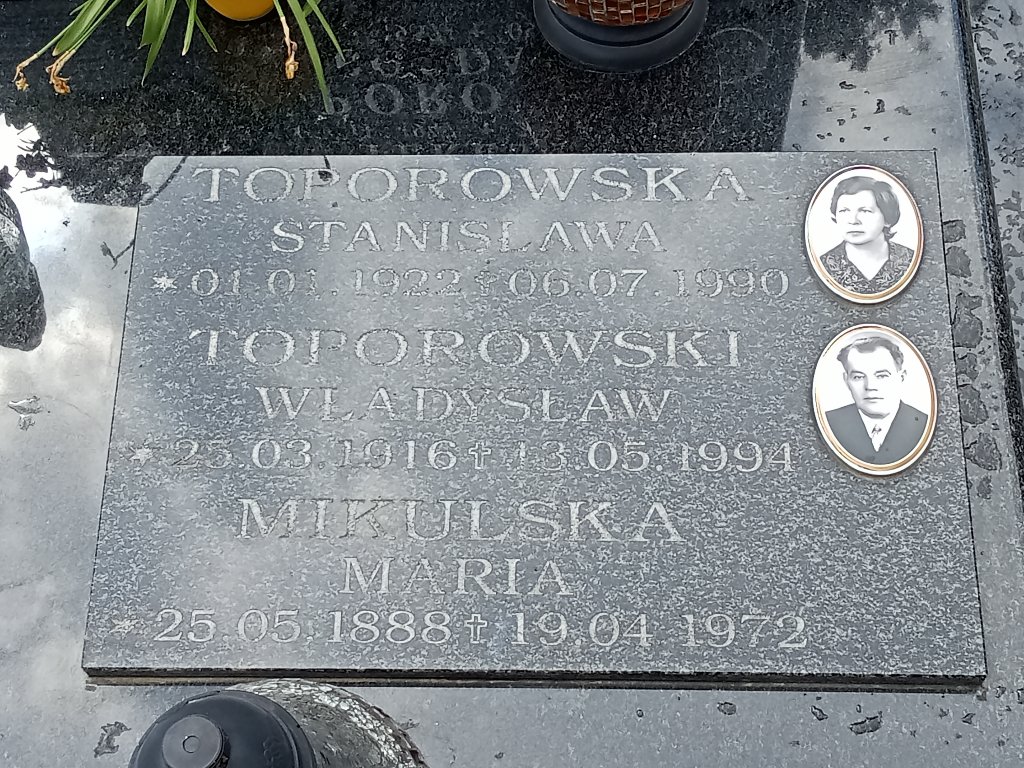 TOPOROWSKA
STANISŁAWA
* 01.01.1922 † 06.07.1990
TOPOROWSKI
WŁADYSŁAW
* 25.03.1916 † 13.05.1994
MIKULSKA
MARIA
* 25.05.1888 † 19.04.1972